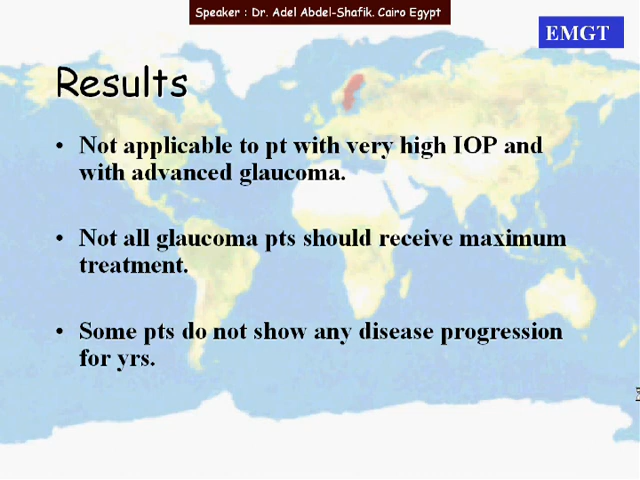 Speaker : Dr. Adel Abdel-Shafik. Cairo Egypt
EMGT
Results
• Not applicable to pt with very high IOP and
with advanced glaucoma.
• Not all glaucoma pts should receive maximum
treatment.
• Some pts do not show any disease progression
for yrs.